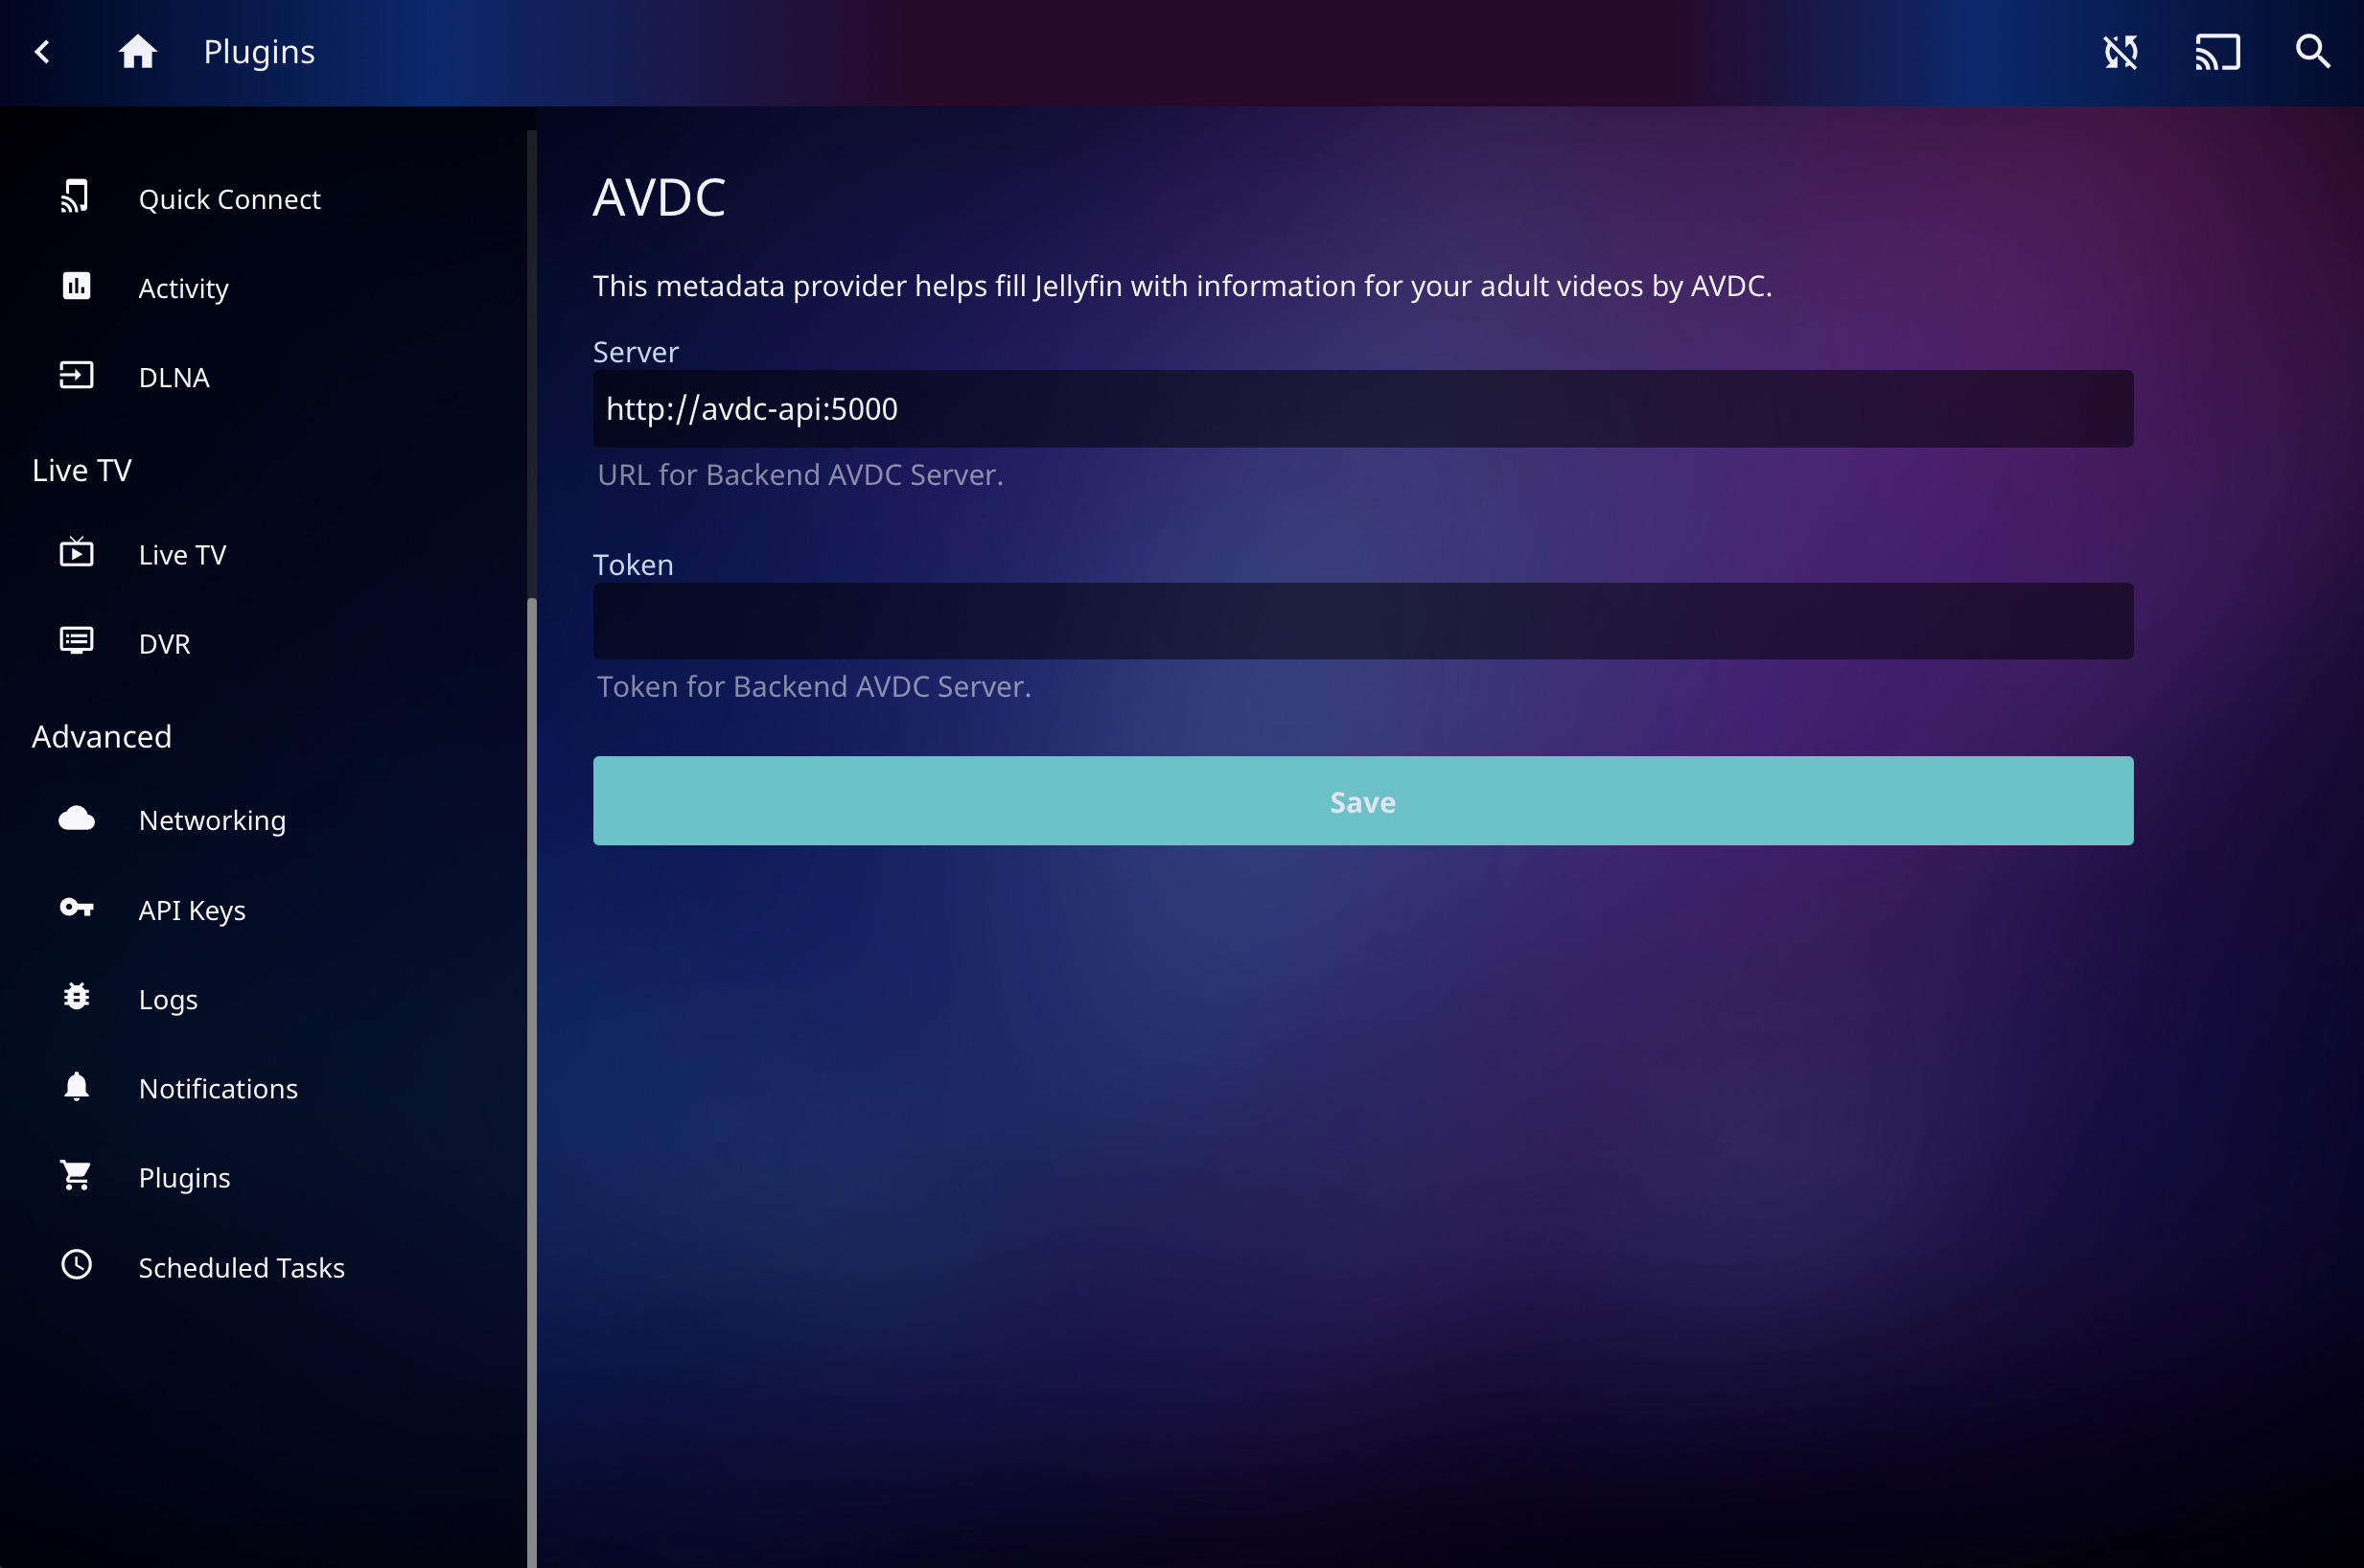 Plugins
Quick Connect
Activity
DLNA
Live TV
Live TV
DVR
Advanced
Networking
API Keys
Logs
Notifications
Plugins
Scheduled Tasks
AVDC
This metadata provider helps fill Jellyfin with information for your adult videos by AVDC.
Server
http://avdc-api:5000
URL for Backend AVDC Server.
Token
Token for Backend AVDC Server.
Save